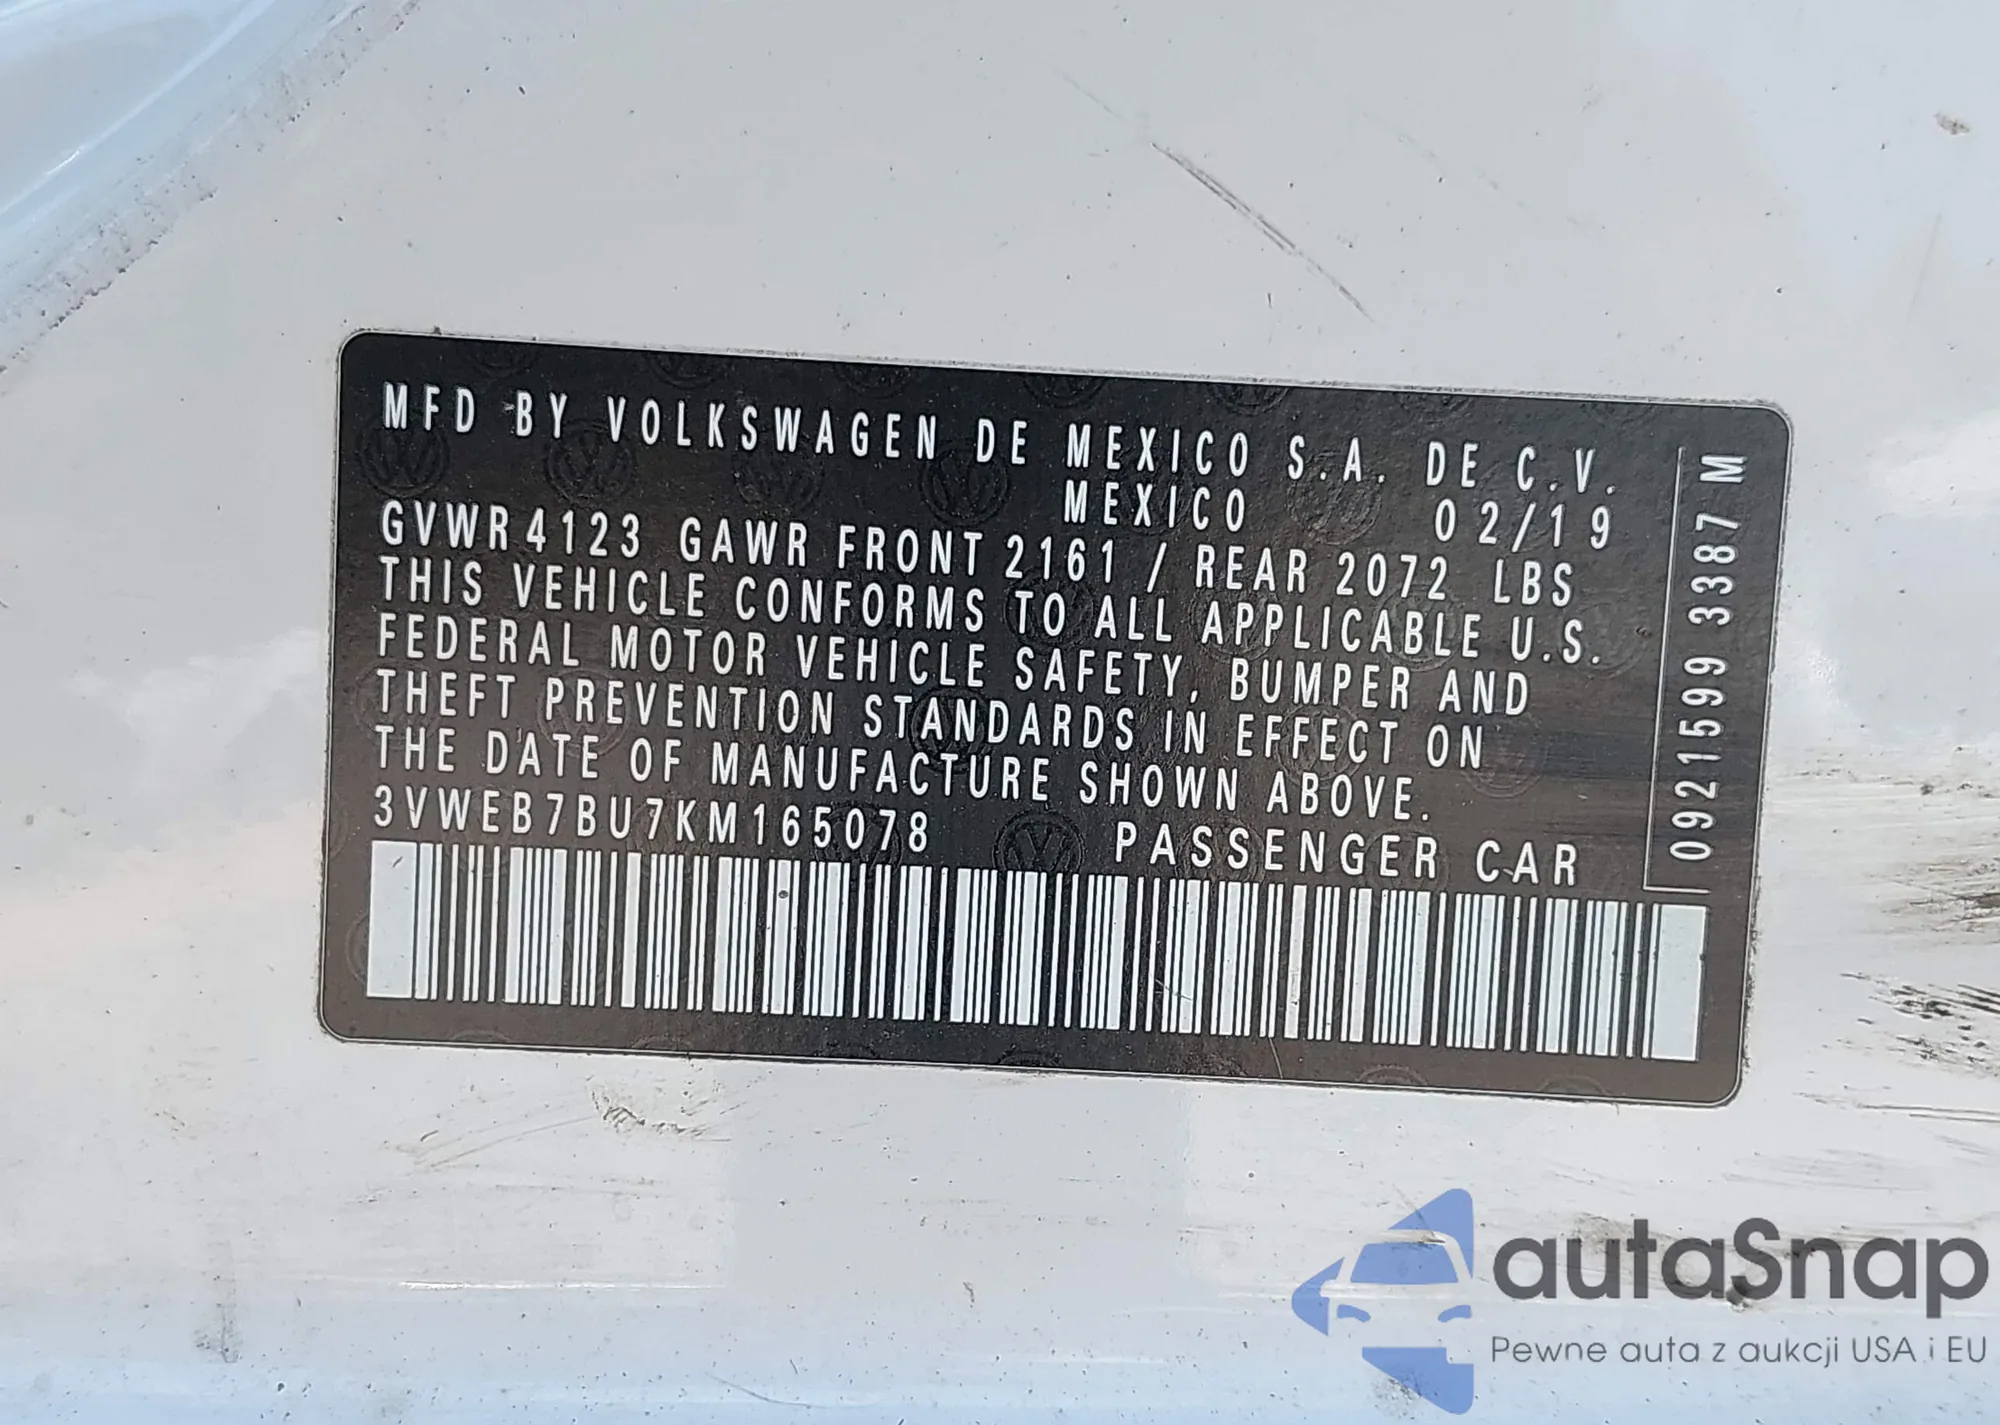 MFD BY VOLKSWAGEN DE MEXICO S.A. DE C.V.
MEXICO 02/19
GVWR 4123 GAWR FRONT 2161 / REAR 2072 LBS
THIS VEHICLE CONFORMS TO ALL APPLICABLE U.S.
FEDERAL MOTOR VEHICLE SAFETY, BUMPER AND
THEFT PREVENTION STANDARDS IN EFFECT ON
THE DATE OF MANUFACTURE SHOWN ABOVE.
3VWEB7BU7KM165078 PASSENGER CAR
0921599 3387 M
autaSnap
Pewne auta z aukcji USA i EU